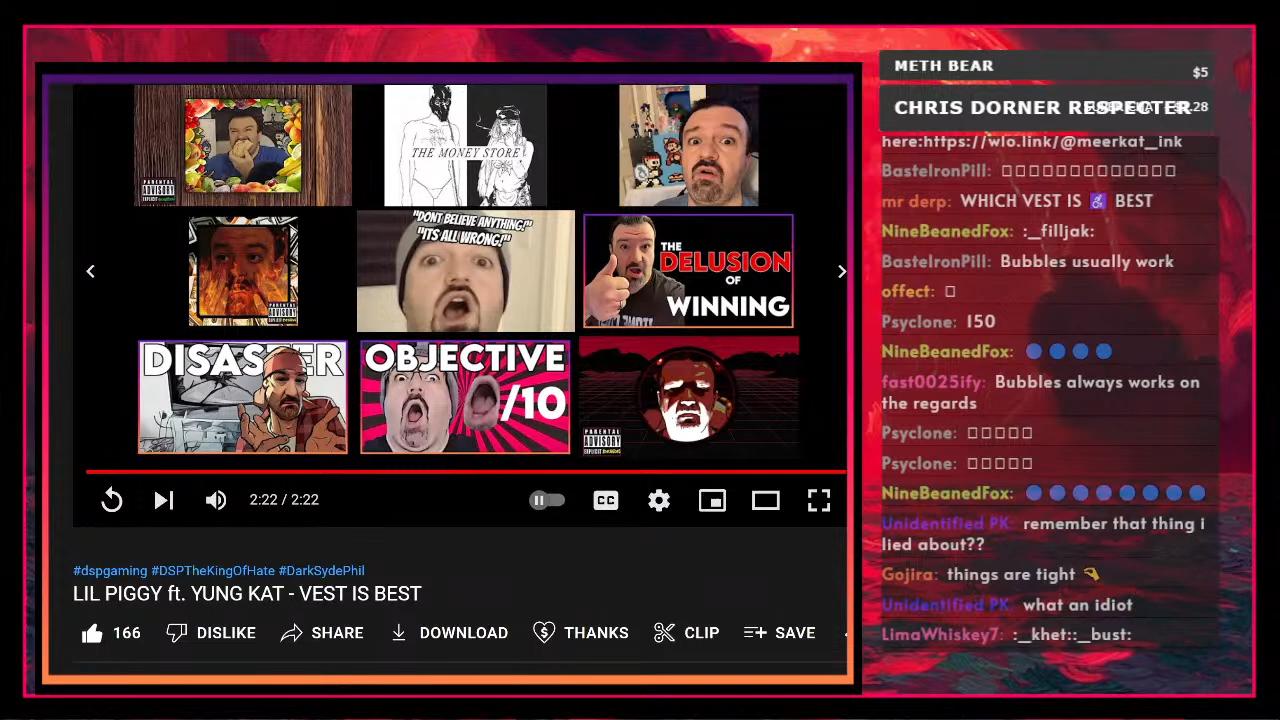 THE MONEY STORE
"DONT BELIEVE ANYTHING!"
"ITS ALL WRONG!"
THE
DELUSION
OF
WINNING
DISASTER
OBJECTIVE
/10
PARENTAL
ADVISORY
2:22 / 2:22
CC
#dspgaming #DSPTheKingOfHate #DarkSydePhil
LIL PIGGY ft. YUNG KAT - VEST IS BEST
166 DISLIKE SHARE DOWNLOAD THANKS CLIP SAVE
METH BEAR $5
CHRIS DORNER RESPECTER
here:https://wlo.link/@meerkat_ink
BasteIronPill:
mr derp: WHICH VEST IS ♿ BEST
NineBeanedFox: :_filljak:
BasteIronPill: Bubbles usually work
offect:
Psyclone: 150
NineBeanedFox: 🔵🔵🔵🔵
fast0025ify: Bubbles always works on
the regards
Psyclone:
Psyclone:
NineBeanedFox: 🔵🔵🔵🔵🔵🔵🔵🔵
Unidentified PK: remember that thing i
lied about??
Gojira: things are tight 🔫
Unidentified PK: what an idiot
LimaWhiskey7: :_khet::_bust: